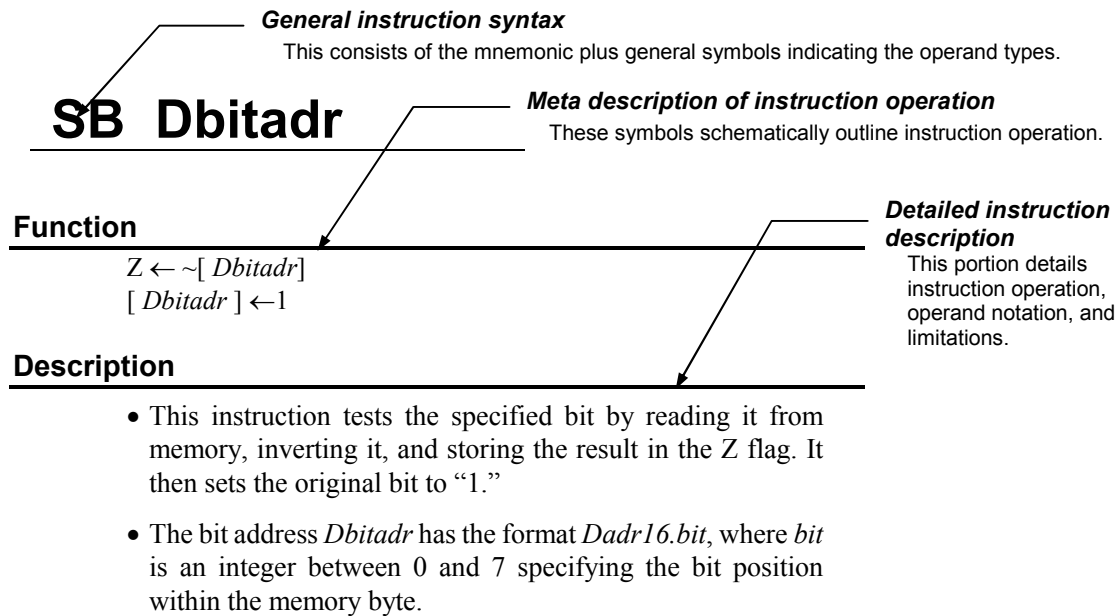 General instruction syntax
This consists of the mnemonic plus general symbols indicating the operand types.
SB Dbitadr
Meta description of instruction operation
These symbols schematically outline instruction operation.
Detailed instruction
description
This portion details
instruction operation,
operand notation, and
limitations.
Function
Z ← ~[ Dbitadr]
[ Dbitadr ] ←1
Description
• This instruction tests the specified bit by reading it from
memory, inverting it, and storing the result in the Z flag. It
then sets the original bit to “1.”
• The bit address Dbitadr has the format Dadr16.bit, where bit
is an integer between 0 and 7 specifying the bit position
within the memory byte.